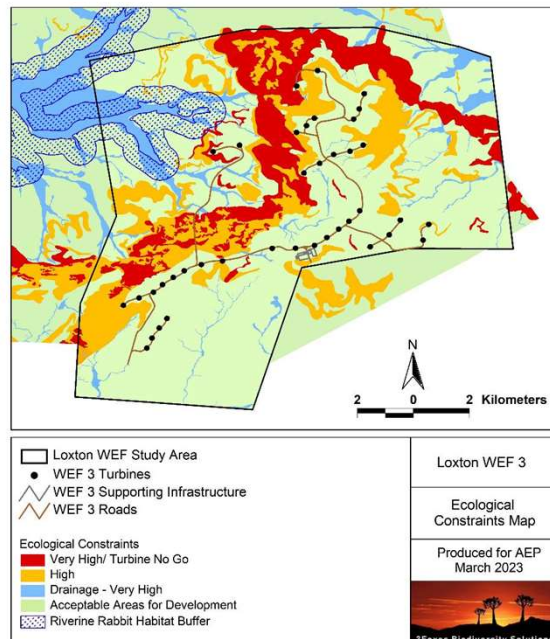 N
2 0 2 Kilometers
Loxton WEF Study Area
WEF 3 Turbines
WEF 3 Supporting Infrastructure
WEF 3 Roads
Ecological Constraints
Very High/ Turbine No Go
High
Drainage - Very High
Acceptable Areas for Development
Riverine Rabbit Habitat Buffer
Loxton WEF 3
Ecological
Constraints Map
Produced for AEP
March 2023